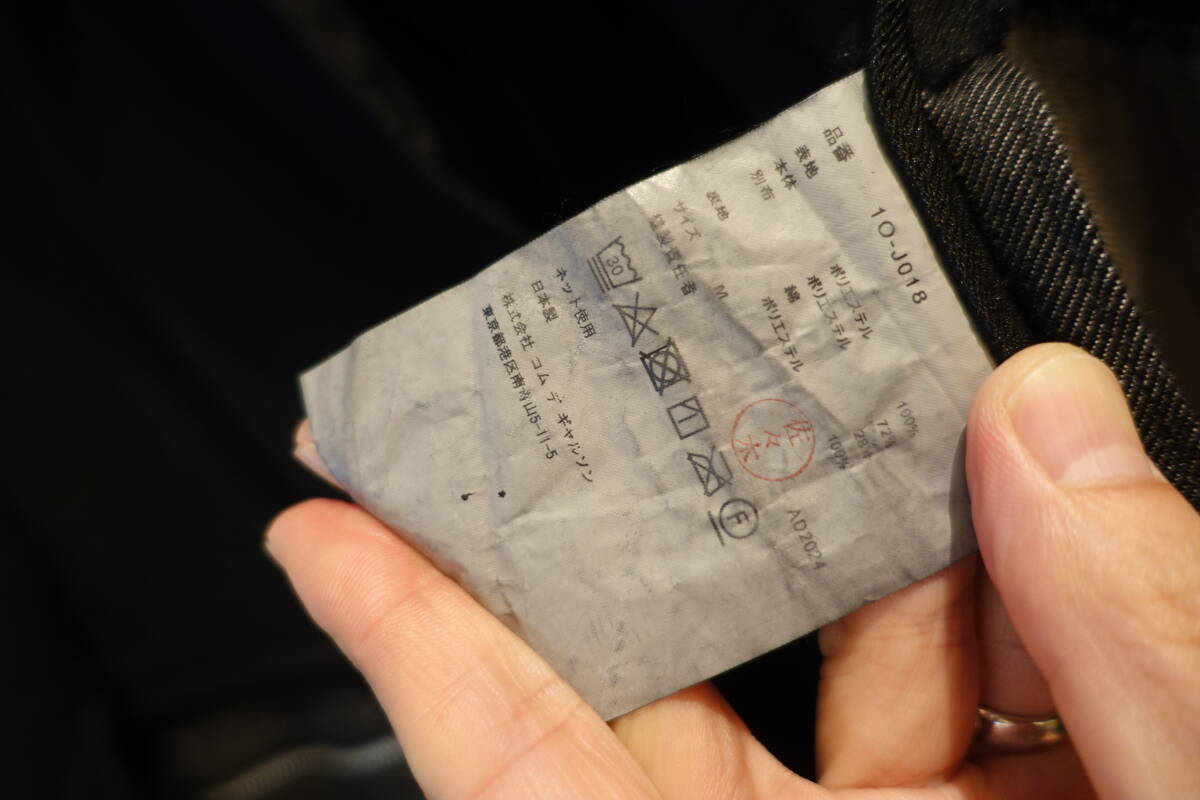 品番 1O-J018
表地 ポリエステル 100%
本体 ポリエステル 72%
綿 28%
別布 ポリエステル 100%
裏地
サイズ M
縫製責任者 佐々木 AD2024
30
F
ネット使用
日本製
株式会社 コム デ ギャルソン
東京都港区南青山5-11-5